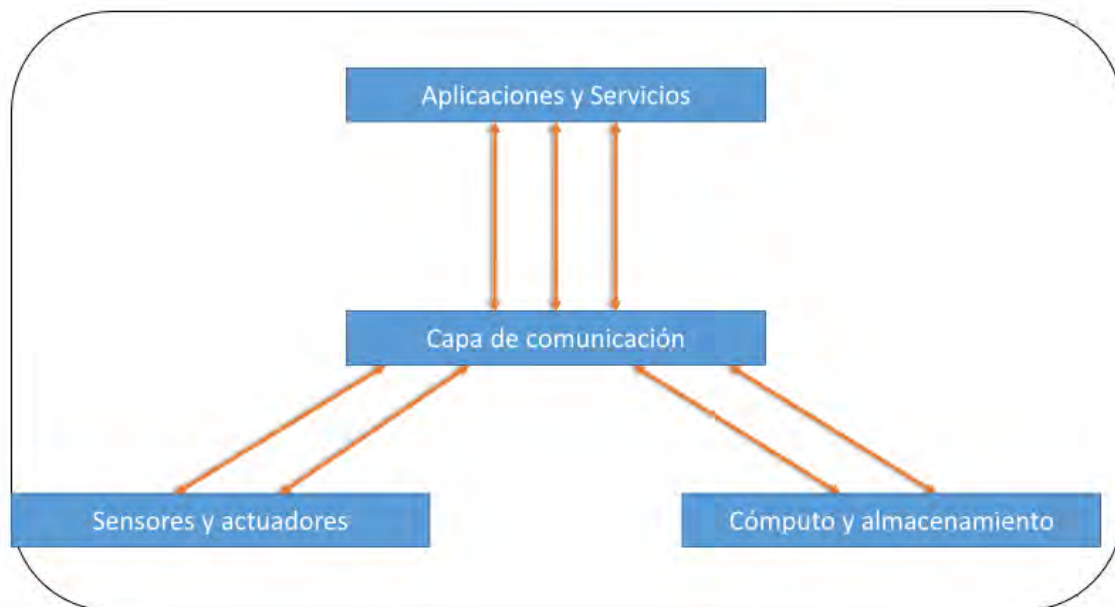 Aplicaciones y Servicios
Capa de comunicación
Sensores y actuadores
Cómputo y almacenamiento